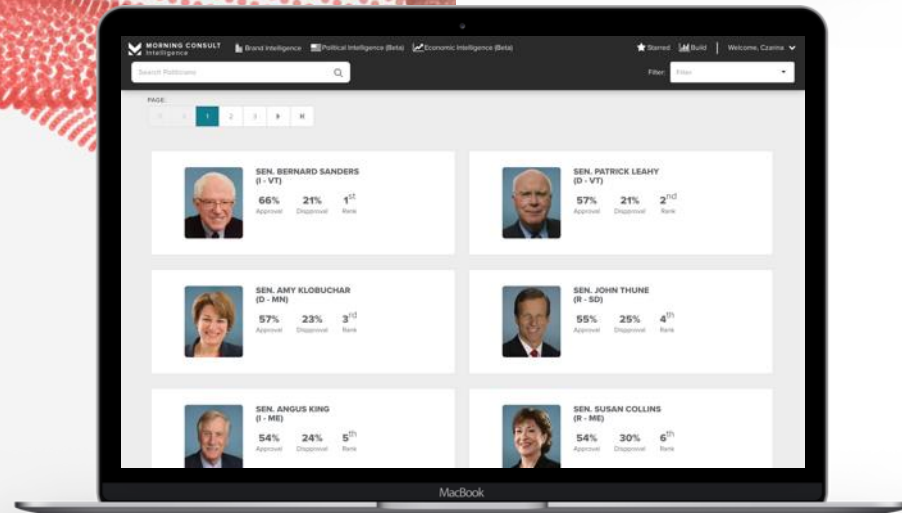 MORNING CONSULT
Intelligence
Brand Intelligence Political Intelligence (Beta) Economic Intelligence (Beta)
Starred Build Welcome, Czarina
Search Politicians
Filter: Filter
PAGE:
1 2 3
SEN. BERNARD SANDERS
(I - VT)
66% 21% 1st
Approval Disapproval Rank
SEN. PATRICK LEAHY
(D - VT)
57% 21% 2nd
Approval Disapproval Rank
SEN. AMY KLOBUCHAR
(D - MN)
57% 23% 3rd
Approval Disapproval Rank
SEN. JOHN THUNE
(R - SD)
55% 25% 4th
Approval Disapproval Rank
SEN. ANGUS KING
(I - ME)
54% 24% 5th
Approval Disapproval Rank
SEN. SUSAN COLLINS
(R - ME)
54% 30% 6th
Approval Disapproval Rank
MacBook